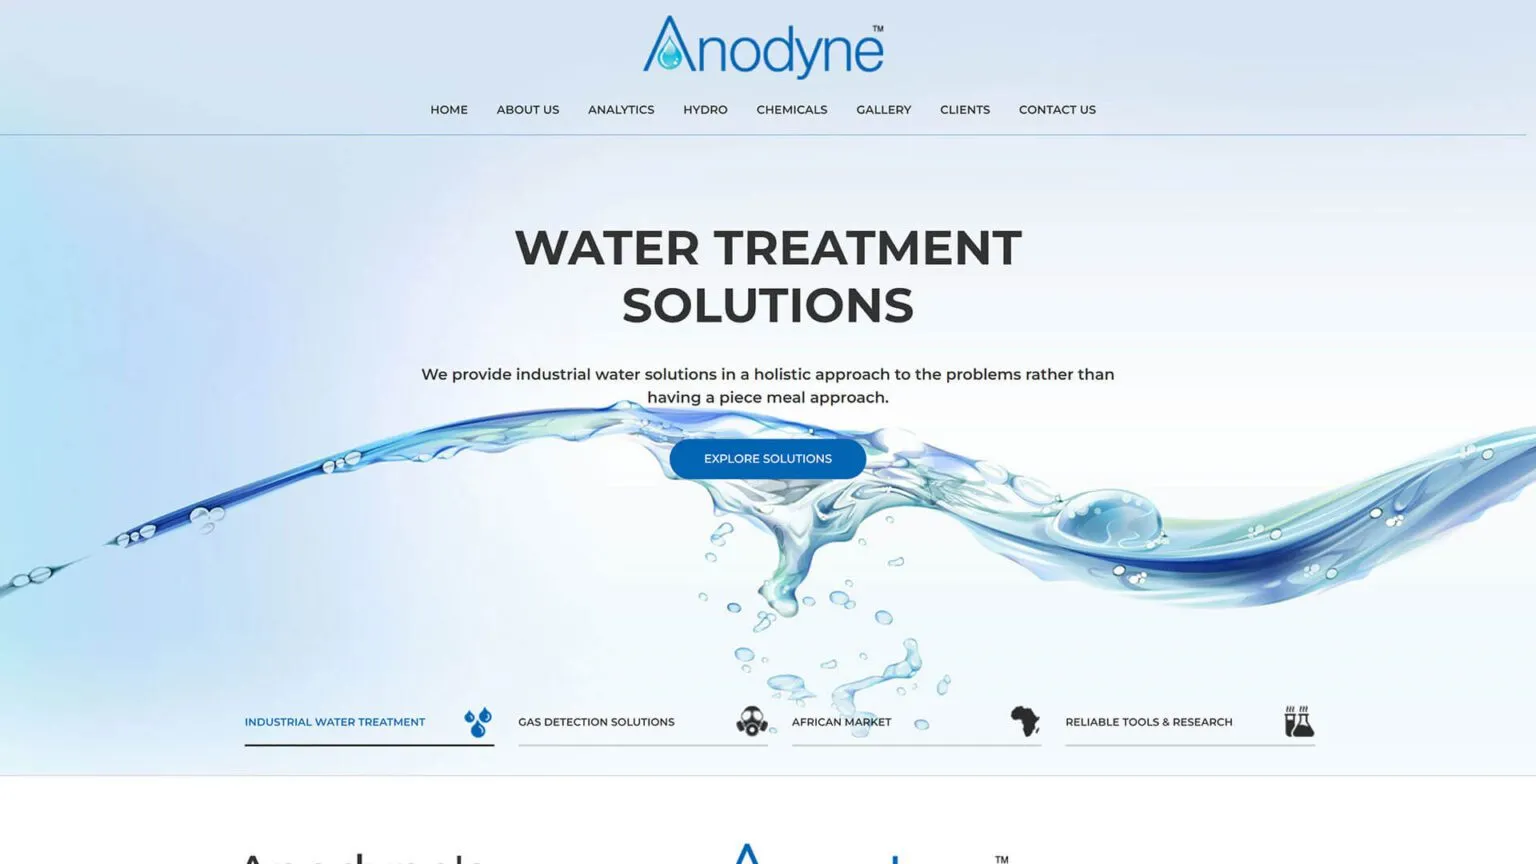 Anodyne™
HOME ABOUT US ANALYTICS HYDRO CHEMICALS GALLERY CLIENTS CONTACT US
WATER TREATMENT
SOLUTIONS
We provide industrial water solutions in a holistic approach to the problems rather than
having a piece meal approach.
EXPLORE SOLUTIONS
INDUSTRIAL WATER TREATMENT
GAS DETECTION SOLUTIONS
AFRICAN MARKET
RELIABLE TOOLS & RESEARCH
TM